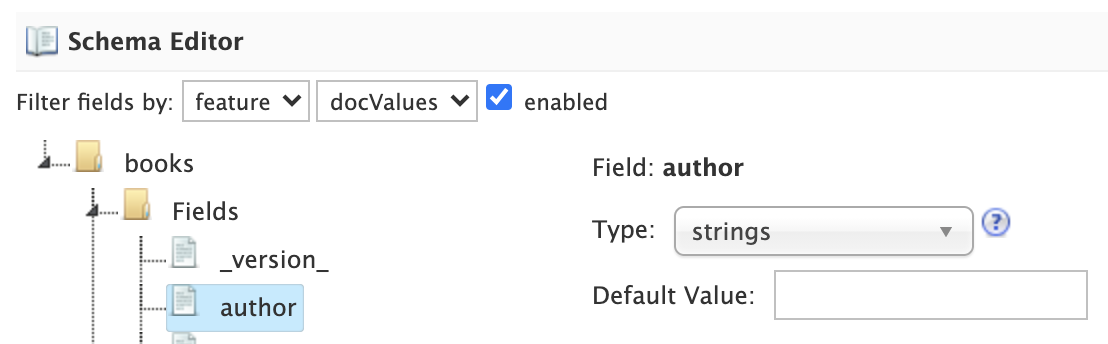 Schema Editor
Filter fields by: feature docValues enabled
books
Fields
_version_
author
Field: author
Type: strings ?
Default Value: